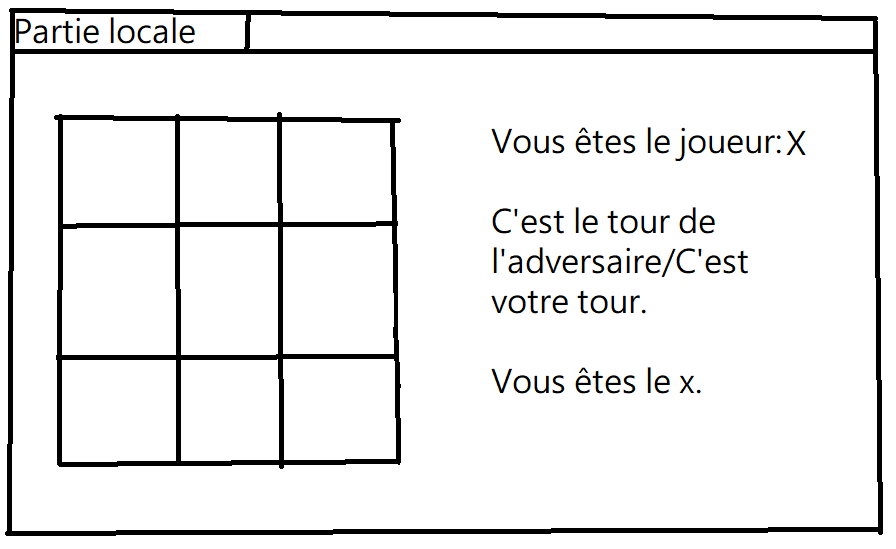 Partie locale
Vous êtes le joueur: X
C'est le tour de
l'adversaire/C'est
votre tour.
Vous êtes le x.